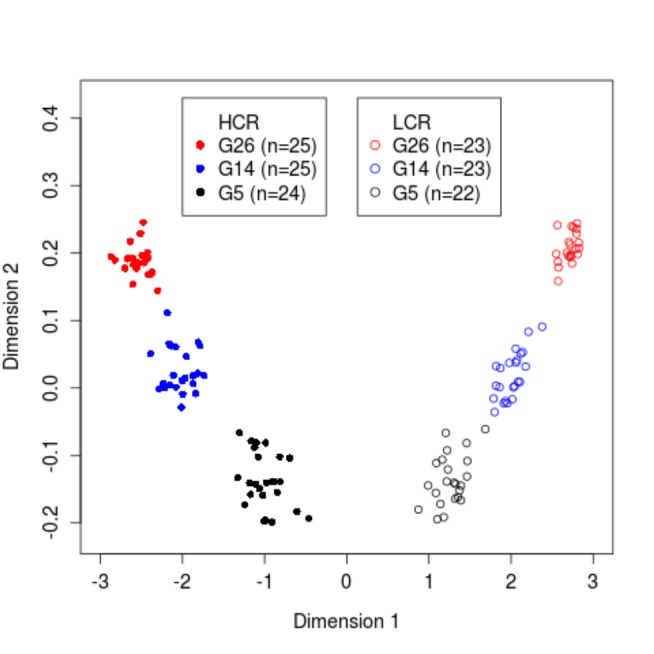 HCR
G26 (n=25)
G14 (n=25)
G5 (n=24)
LCR
G26 (n=23)
G14 (n=23)
G5 (n=22)
Dimension 2
0.4
0.3
0.2
0.1
0.0
-0.1
-0.2
-3 -2 -1 0 1 2 3
Dimension 1